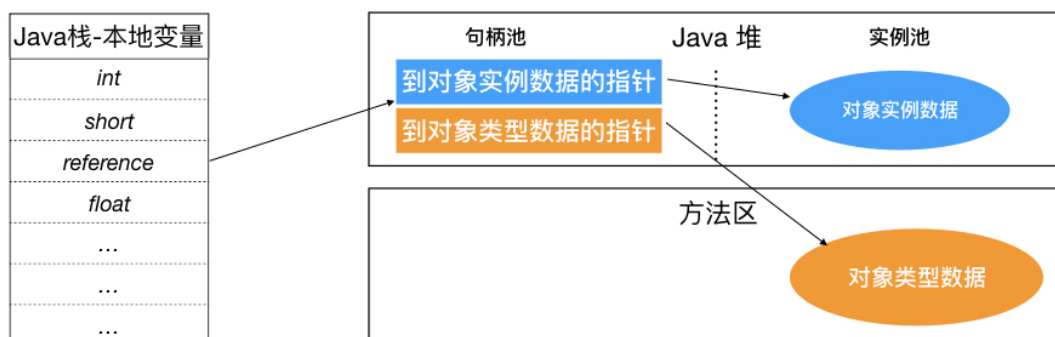 Java栈-本地变量
int
short
reference
float
...
...
...
句柄池
Java 堆
实例池
到对象实例数据的指针
到对象类型数据的指针
对象实例数据
方法区
对象类型数据